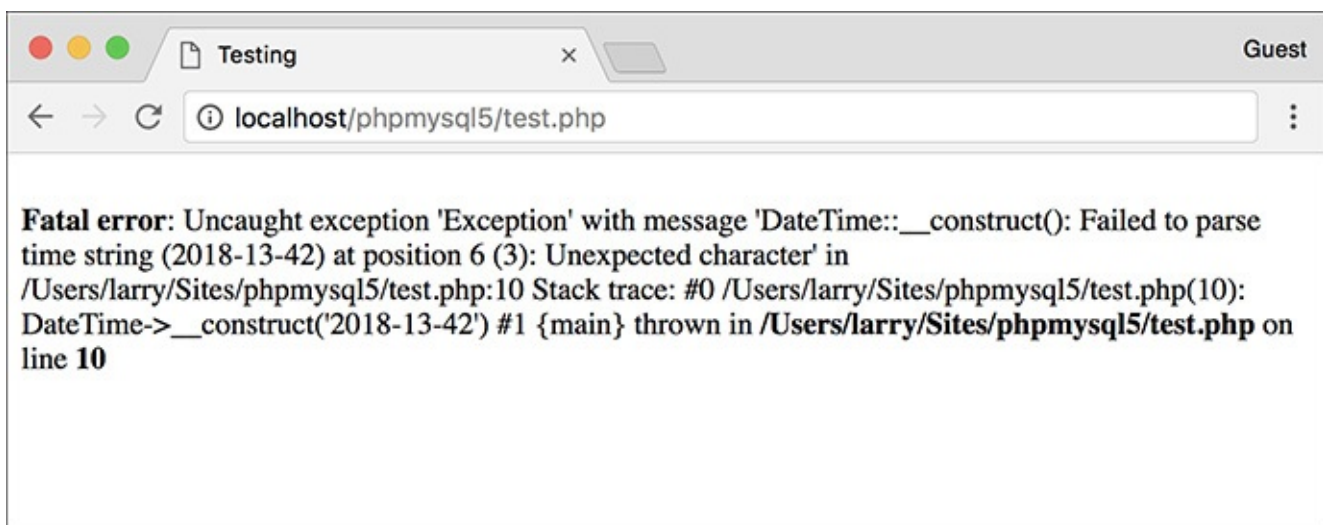 Testing
Guest
localhost/phpmysql5/test.php
Fatal error: Uncaught exception 'Exception' with message 'DateTime::__construct(): Failed to parse
time string (2018-13-42) at position 6 (3): Unexpected character' in
/Users/larry/Sites/phpmysql5/test.php:10 Stack trace: #0 /Users/larry/Sites/phpmysql5/test.php(10):
DateTime->__construct('2018-13-42') #1 {main} thrown in /Users/larry/Sites/phpmysql5/test.php on
line 10